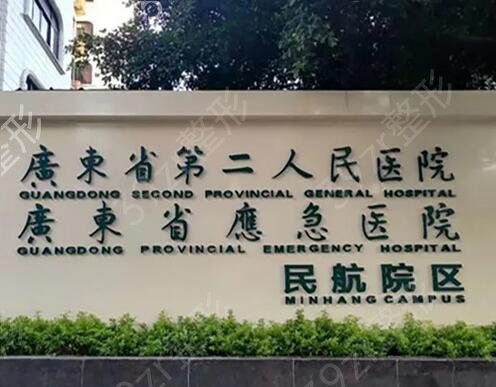 廣東省第二人民医院
GUANGDONG SECOND PROVINCIAL GENERAL HOSPITAL
廣東省應急医院
GUANGDONG PROVINCIAL EMERGENCY HOSPITAL
民航院区
MINHANG CAMPUS